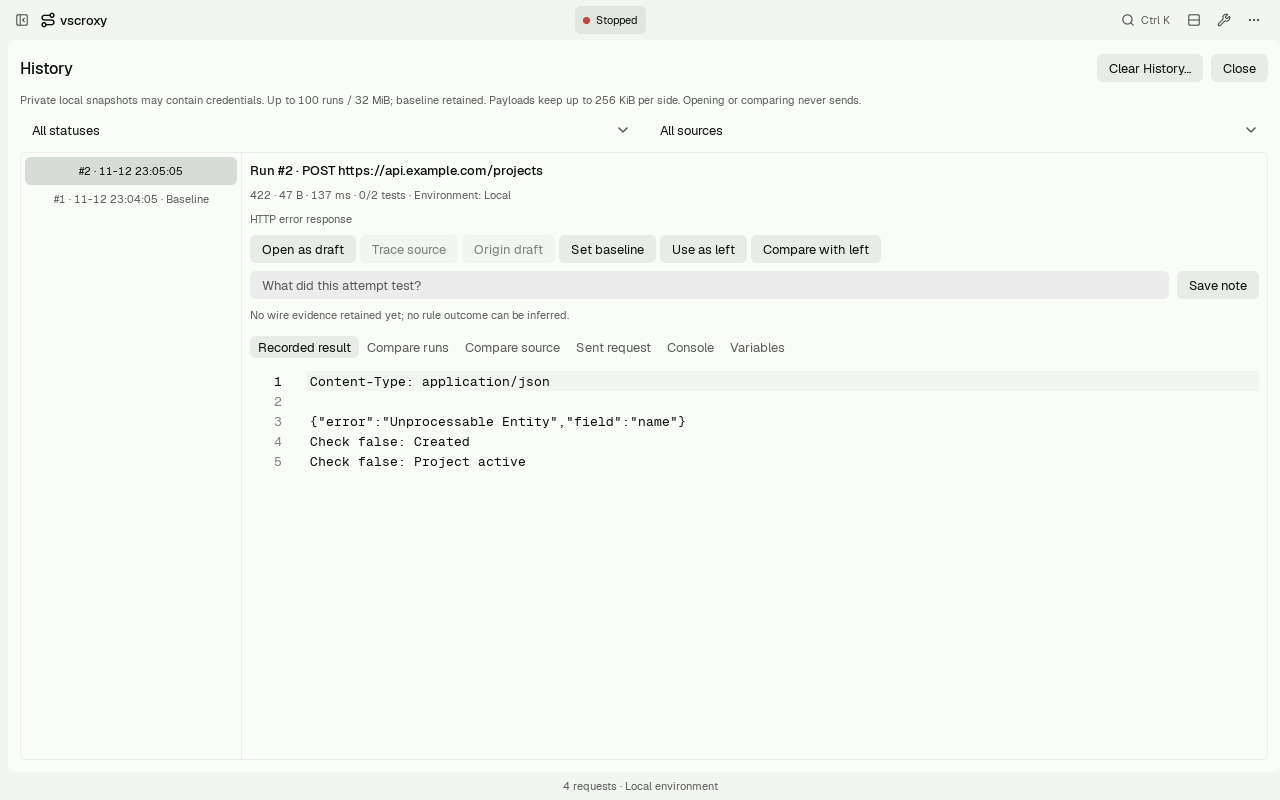 vscroxy
Stopped
Ctrl K
History
Clear History...
Close
Private local snapshots may contain credentials. Up to 100 runs / 32 MiB; baseline retained. Payloads keep up to 256 KiB per side. Opening or comparing never sends.
All statuses
All sources
#2 · 11-12 23:05:05
#1 · 11-12 23:04:05 · Baseline
Run #2 · POST https://api.example.com/projects
422 · 47 B · 137 ms · 0/2 tests · Environment: Local
HTTP error response
Open as draft
Trace source
Origin draft
Set baseline
Use as left
Compare with left
What did this attempt test?
Save note
No wire evidence retained yet; no rule outcome can be inferred.
Recorded result
Compare runs
Compare source
Sent request
Console
Variables
1 Content-Type: application/json
2
3 {"error":"Unprocessable Entity","field":"name"}
4 Check false: Created
5 Check false: Project active
4 requests · Local environment